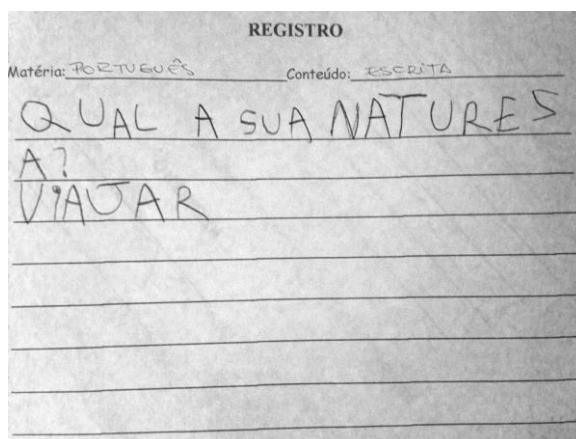 REGISTRO
Matéria: PORTUGUÊS Conteúdo: ESCRITA
QUAL A SUA NATURES
A?
VIAJAR